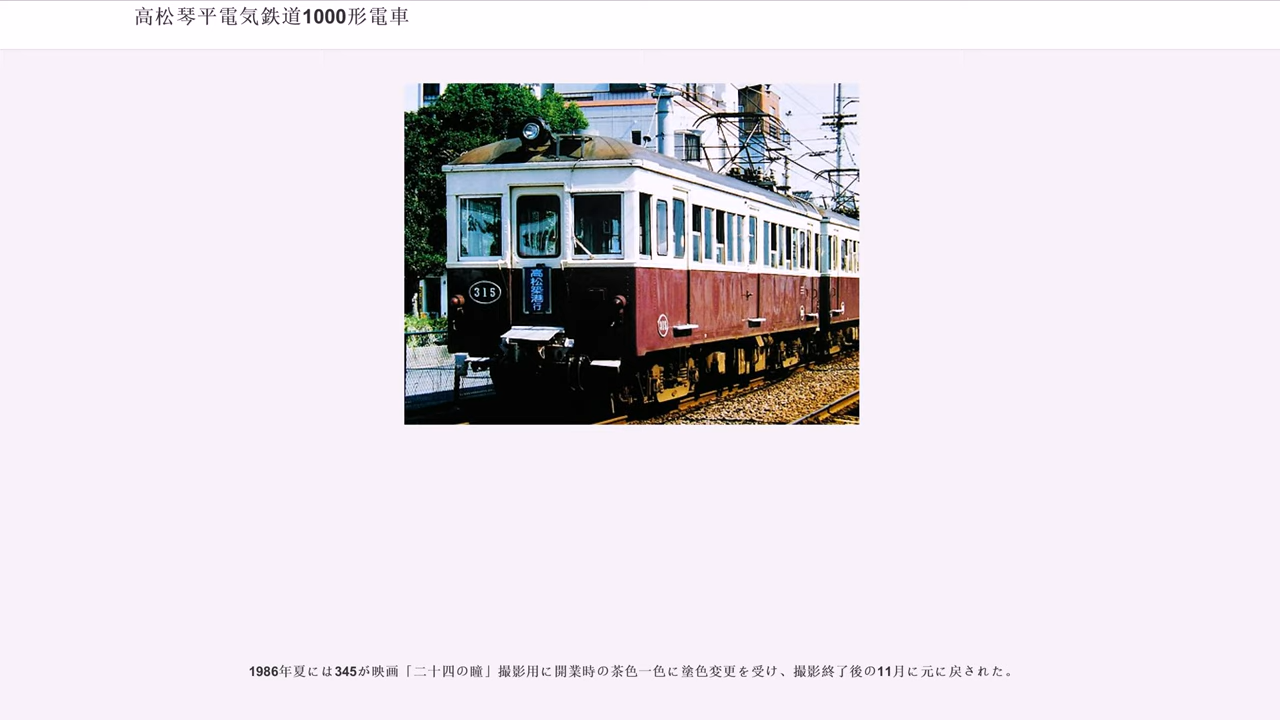 高松琴平電気鉄道1000形電車
315
高松築港行
315
1986年夏には345が映画「二十四の瞳」撮影用に開業時の茶色一色に塗色変更を受け、撮影終了後の11月に元に戻された。